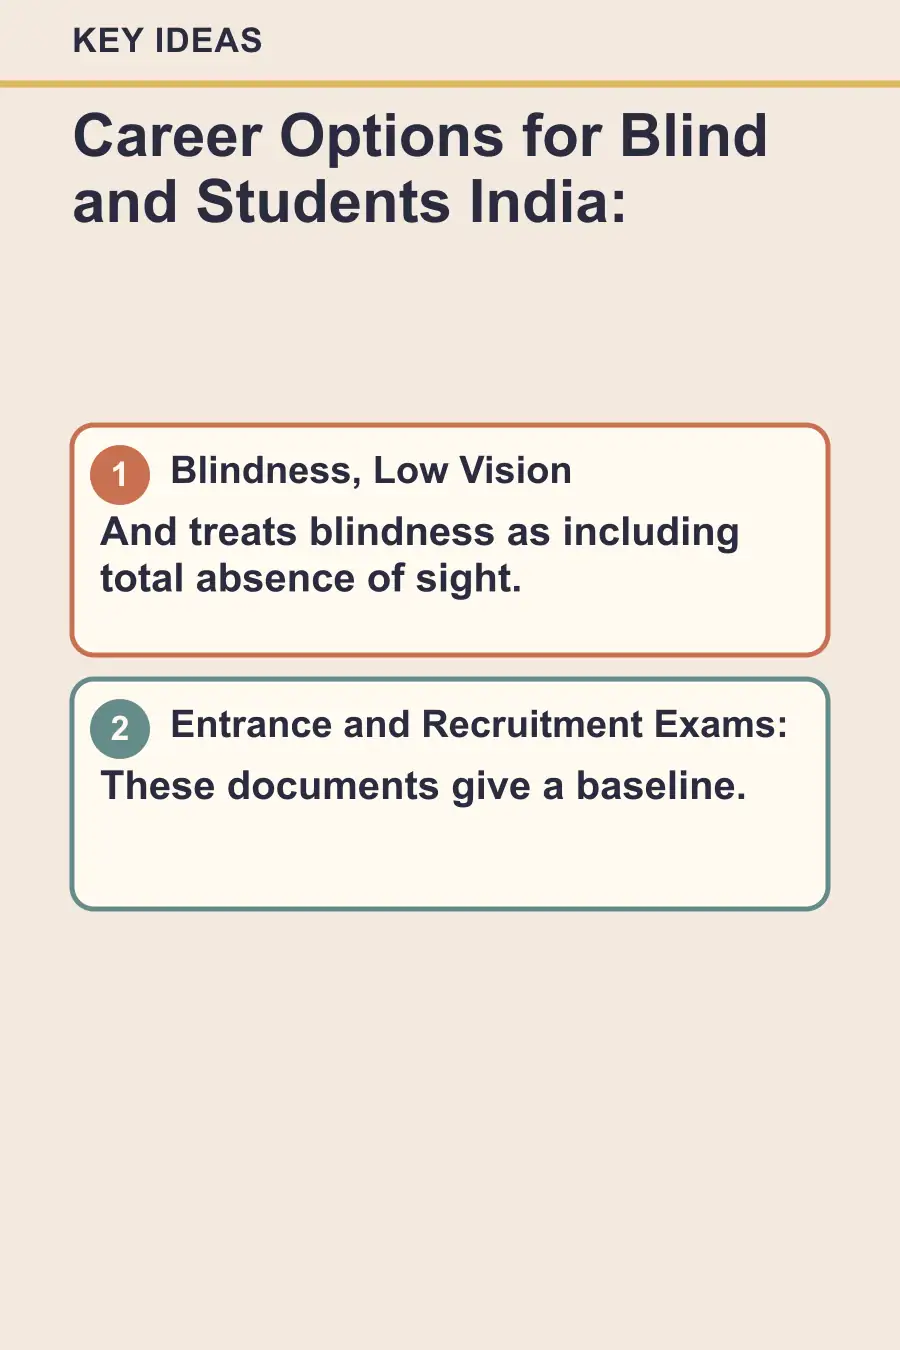 KEY IDEAS
Career Options for Blind
and Students India:
1 Blindness, Low Vision
And treats blindness as including
total absence of sight.
2 Entrance and Recruitment Exams:
These documents give a baseline.